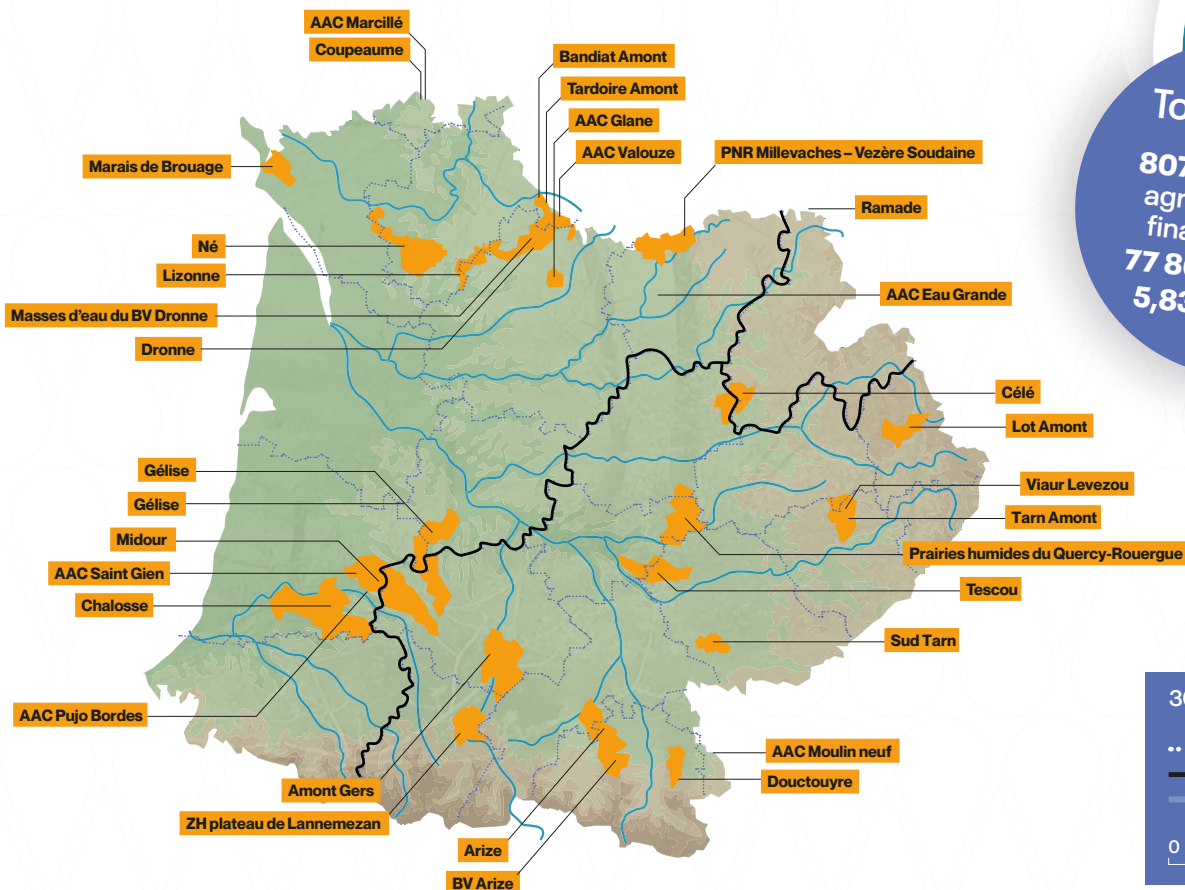 AAC Marcillé
Coupeaume
Bandiat Amont
Tardoire Amont
AAC Glane
AAC Valouze
PNR Millevaches – Vezère Soudaine
Marais de Brouage
Ramade
Né
Lizonne
AAC Eau Grande
Masses d'eau du BV Dronne
Dronne
Célé
Lot Amont
Gélise
Gélise
Viaur Levezou
Midour
Tarn Amont
Prairies humides du Quercy-Rouergue
AAC Saint Gien
Tescou
Chalosse
Sud Tarn
AAC Pujo Bordes
AAC Moulin neuf
Douctouyre
Amont Gers
ZH plateau de Lannemezan
Arize
BV Arize
To
807
agr
fina
77 8
5,83
0